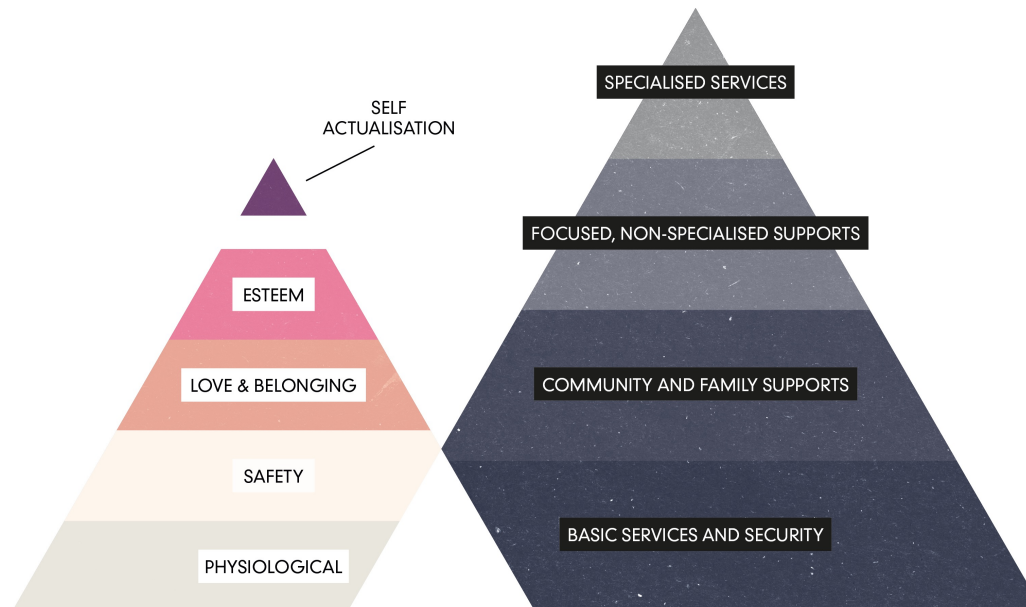 SELF
ACTUALISATION
ESTEEM
LOVE & BELONGING
SAFETY
PHYSIOLOGICAL
SPECIALISED SERVICES
FOCUSED, NON-SPECIALISED SUPPORTS
COMMUNITY AND FAMILY SUPPORTS
BASIC SERVICES AND SECURITY